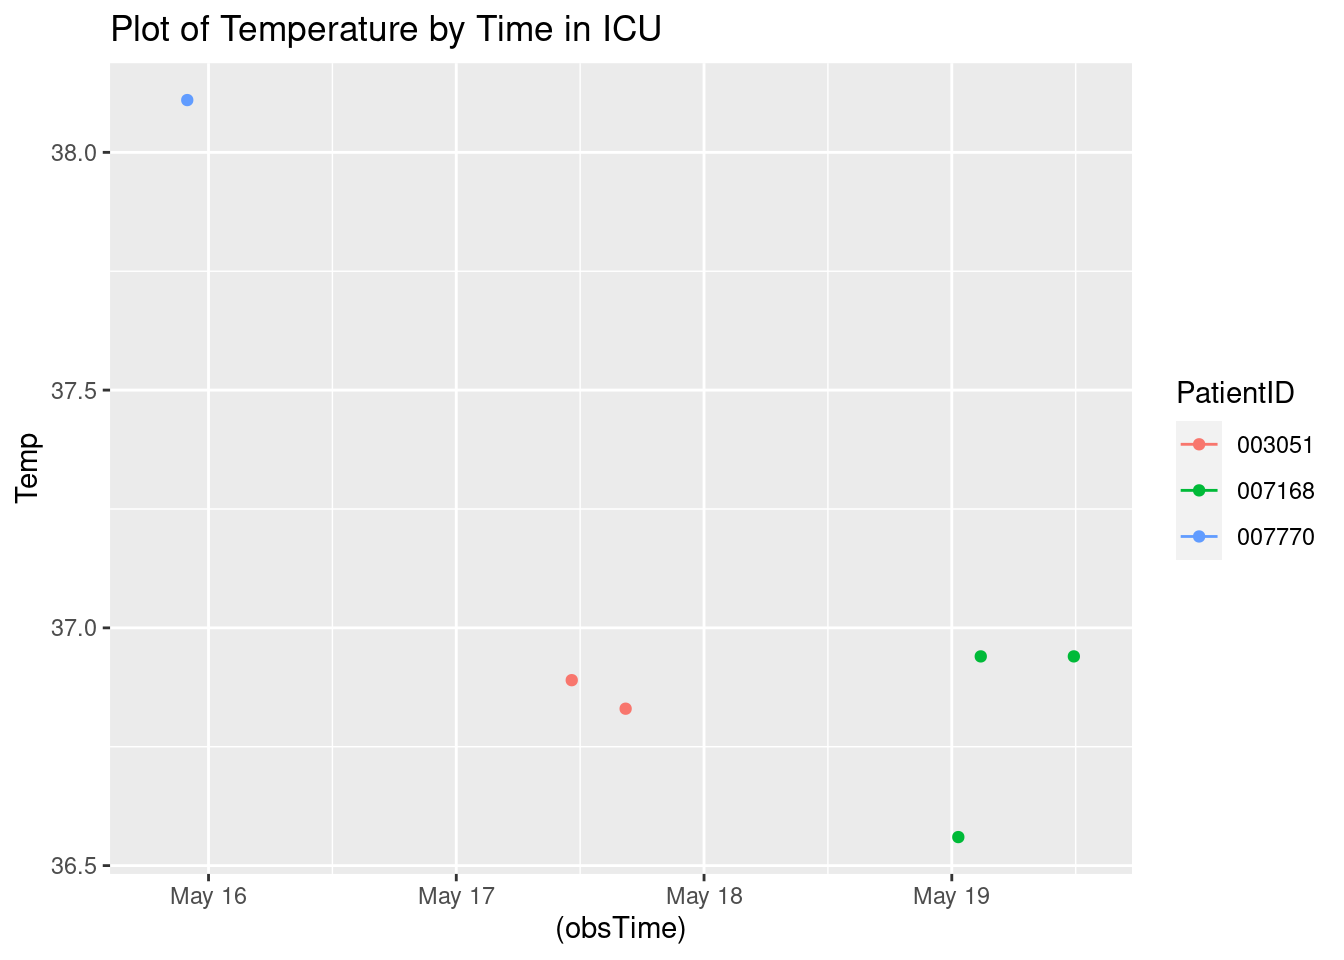 Plot of Temperature by Time in ICU
38.0
37.5
37.0
36.5
Temp
May 16
May 17
May 18
May 19
(obsTime)
PatientID
003051
007168
007770